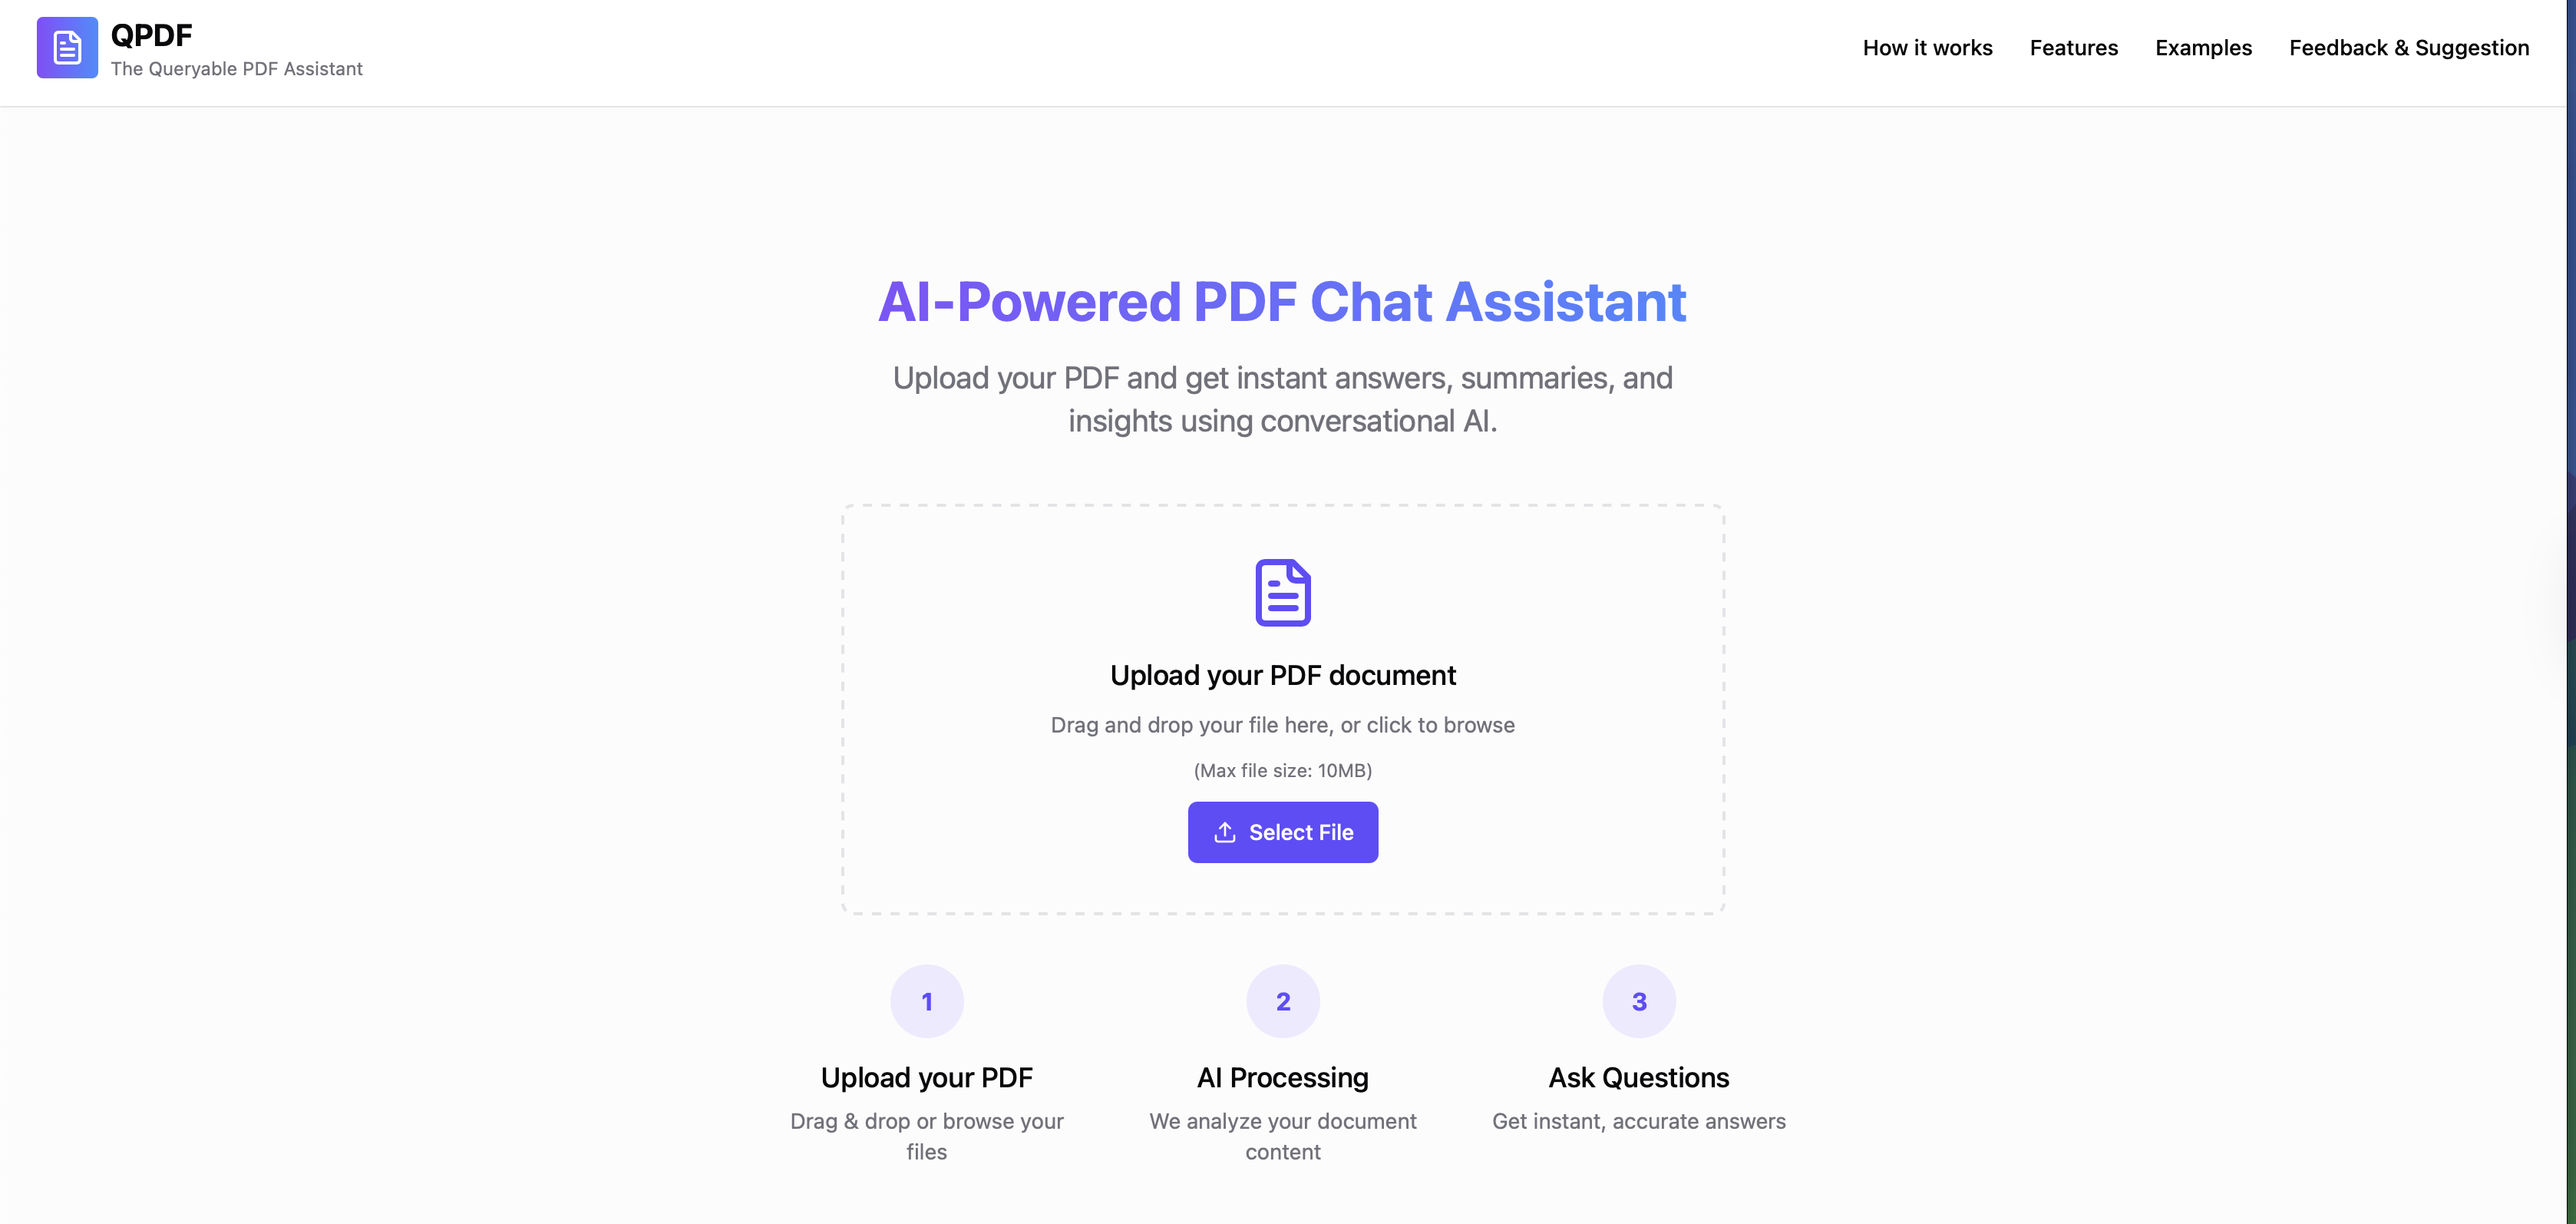 QPDF
The Queryable PDF Assistant
How it works
Features
Examples
Feedback & Suggestion
AI-Powered PDF Chat Assistant
Upload your PDF and get instant answers, summaries, and
insights using conversational AI.
Upload your PDF document
Drag and drop your file here, or click to browse
(Max file size: 10MB)
Select File
1
Upload your PDF
Drag & drop or browse your
files
2
AI Processing
We analyze your document
content
3
Ask Questions
Get instant, accurate answers